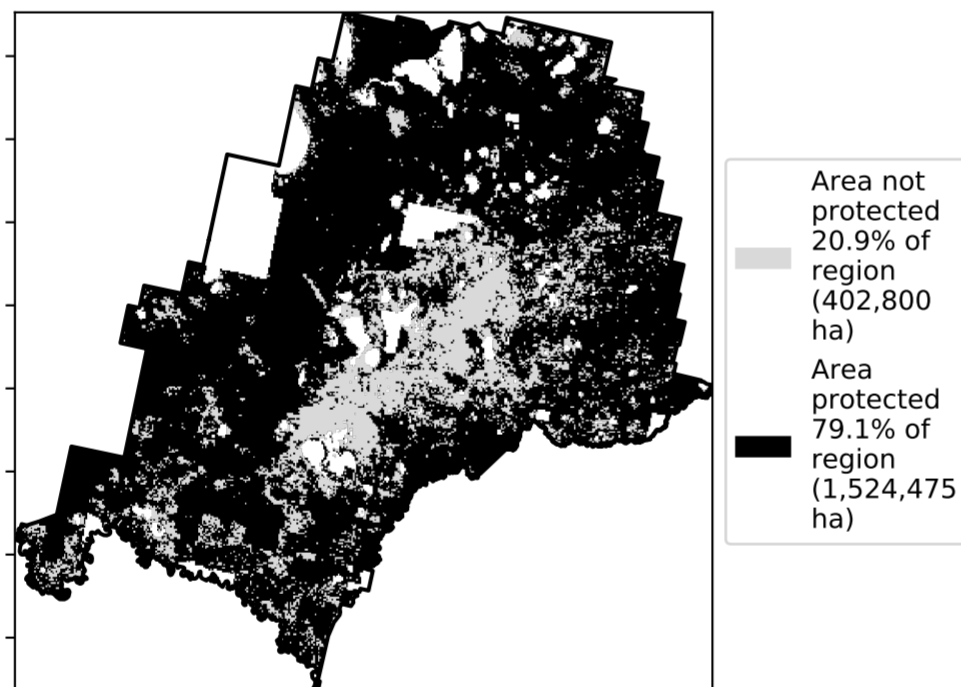 Area not
protected
20.9% of
region
(402,800
ha)
Area
protected
79.1% of
region
(1,524,475
ha)